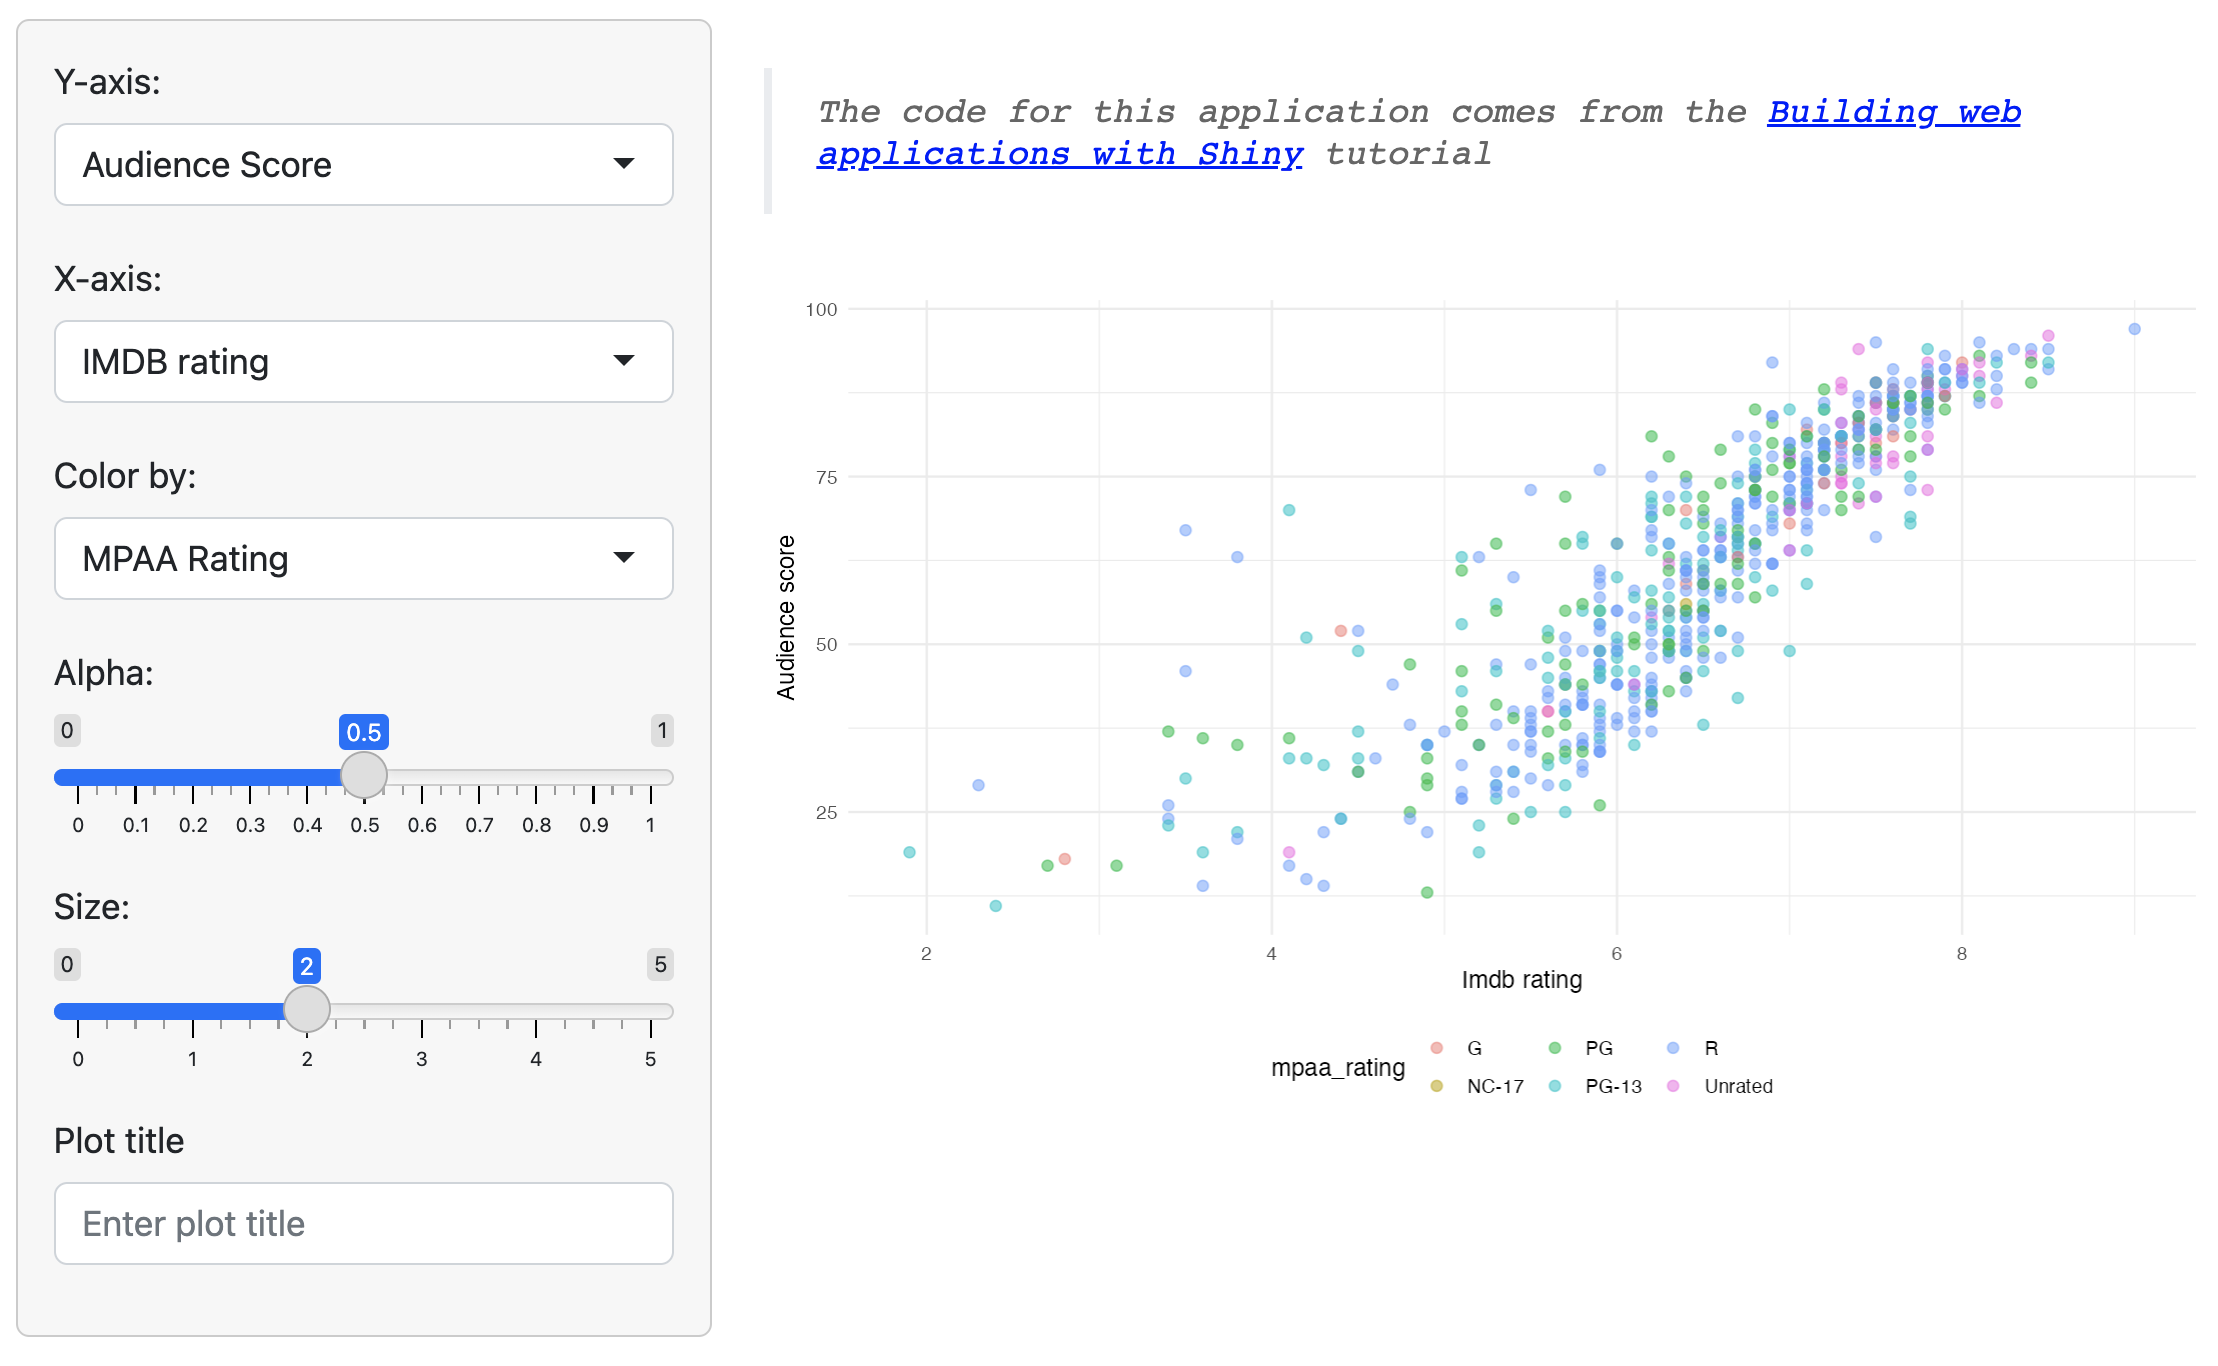 Y-axis:
Audience Score
X-axis:
IMDB rating
Color by:
MPAA Rating
Alpha:
0 0.5 1
0 0.1 0.2 0.3 0.4 0.5 0.6 0.7 0.8 0.9 1
Size:
0 2 5
0 1 2 3 4 5
Plot title
Enter plot title
The code for this application comes from the Building web
applications with Shiny tutorial
100
75
50
25
Audience score
2 4 6 8
Imdb rating
mpaa_rating
G PG R
NC-17 PG-13 Unrated